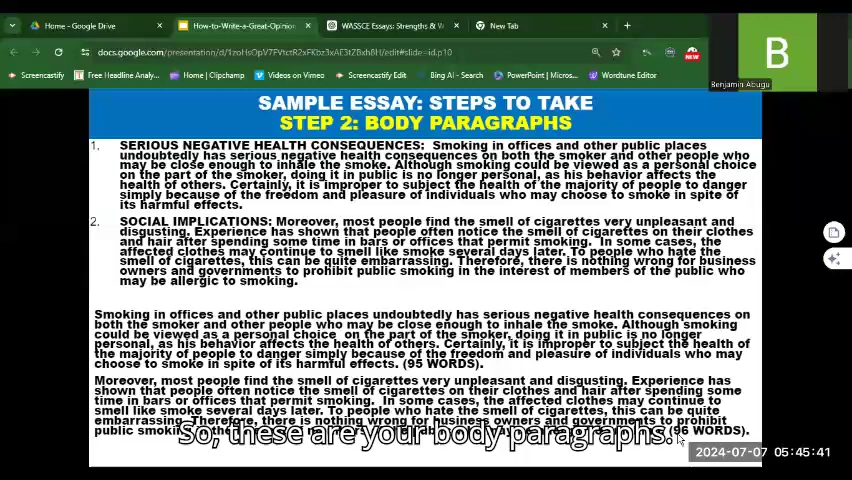 Home - Google Drive
How-to-Write-a-Great-Opinion
WASSCE Essays: Strengths & W
New Tab
docs.google.com/presentation/d/1zoHsOpV7FVtctR2xFKbz3xAE3tZBxh8H/edit#slide=id.p10
Screencastify
Free Headline Analy...
Home | Clipchamp
Videos on Vimeo
Screencastify Edit
Bing AI - Search
PowerPoint | Micros...
Wordtune Editor
NEW
B
Benjamin Abugu
SAMPLE ESSAY: STEPS TO TAKE
STEP 2: BODY PARAGRAPHS
1. SERIOUS NEGATIVE HEALTH CONSEQUENCES: Smoking in offices and other public places
undoubtedly has serious negative health consequences on both the smoker and other people who
may be close enough to inhale the smoke. Although smoking could be viewed as a personal choice
on the part of the smoker, doing it in public is no longer personal, as his behavior affects the
health of others. Certainly, it is improper to subject the health of the majority of people to danger
simply because of the freedom and pleasure of individuals who may choose to smoke in spite of
its harmful effects.
2. SOCIAL IMPLICATIONS: Moreover, most people find the smell of cigarettes very unpleasant and
disgusting. Experience has shown that people often notice the smell of cigarettes on their clothes
and hair after spending some time in bars or offices that permit smoking. In some cases, the
affected clothes may continue to smell like smoke several days later. To people who hate the
smell of cigarettes, this can be quite embarrassing. Therefore, there is nothing wrong for business
owners and governments to prohibit public smoking in the interest of members of the public who
may be allergic to smoking.
Smoking in offices and other public places undoubtedly has serious negative health consequences on
both the smoker and other people who may be close enough to inhale the smoke. Although smoking
could be viewed as a personal choice on the part of the smoker, doing it in public is no longer
personal, as his behavior affects the health of others. Certainly, it is improper to subject the health of
the majority of people to danger simply because of the freedom and pleasure of individuals who may
choose to smoke in spite of its harmful effects. (95 WORDS).
Moreover, most people find the smell of cigarettes very unpleasant and disgusting. Experience has
shown that people often notice the smell of cigarettes on their clothes and hair after spending some
time in bars or offices that permit smoking. In some cases, the affected clothes may continue to
smell like smoke several days later. To people who hate the smell of cigarettes, this can be quite
embarrassing. Therefore, there is nothing wrong for business owners and governments to prohibit
public smoking (96 WORDS).
So, these are your body paragraphs.
2024-07-07 05:45:41